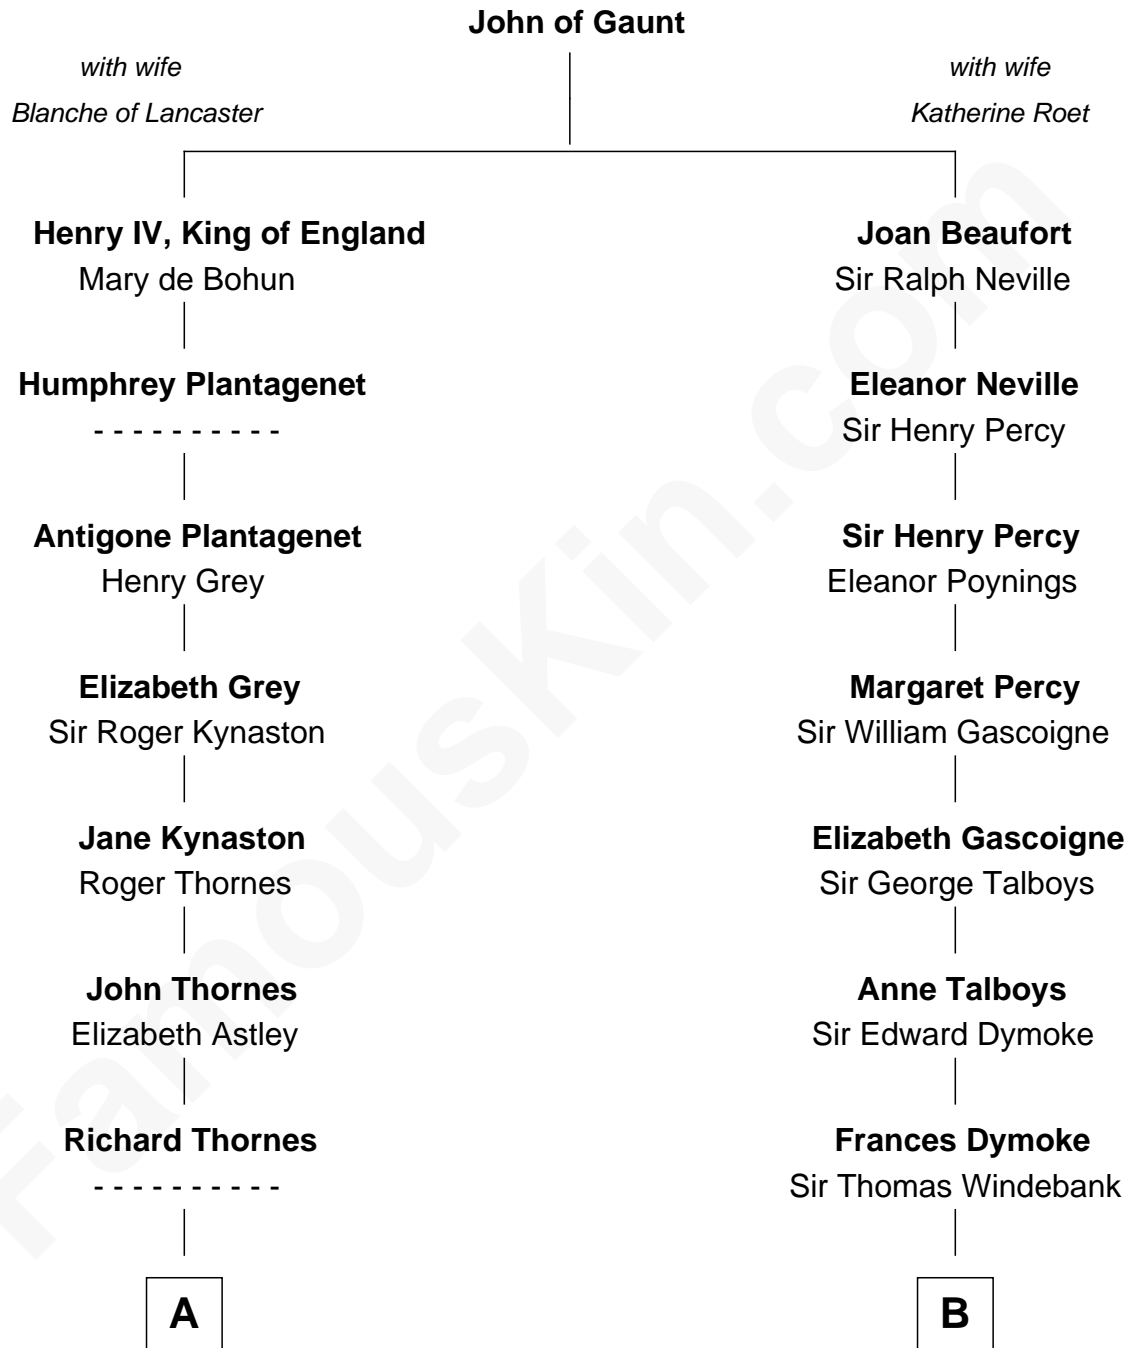 John of Gaunt
with wife
Blanche of Lancaster
with wife
Katherine Roet
Henry IV, King of England
Mary de Bohun
Joan Beaufort
Sir Ralph Neville
Humphrey Plantagenet
- - - - - - - - - -
Eleanor Neville
Sir Henry Percy
Antigone Plantagenet
Henry Grey
Sir Henry Percy
Eleanor Poynings
Elizabeth Grey
Sir Roger Kynaston
Margaret Percy
Sir William Gascoigne
Jane Kynaston
Roger Thornes
Elizabeth Gascoigne
Sir George Talboys
John Thornes
Elizabeth Astley
Anne Talboys
Sir Edward Dymoke
Richard Thornes
- - - - - - - - - -
Frances Dymoke
Sir Thomas Windebank
A
B
FamousKin.com